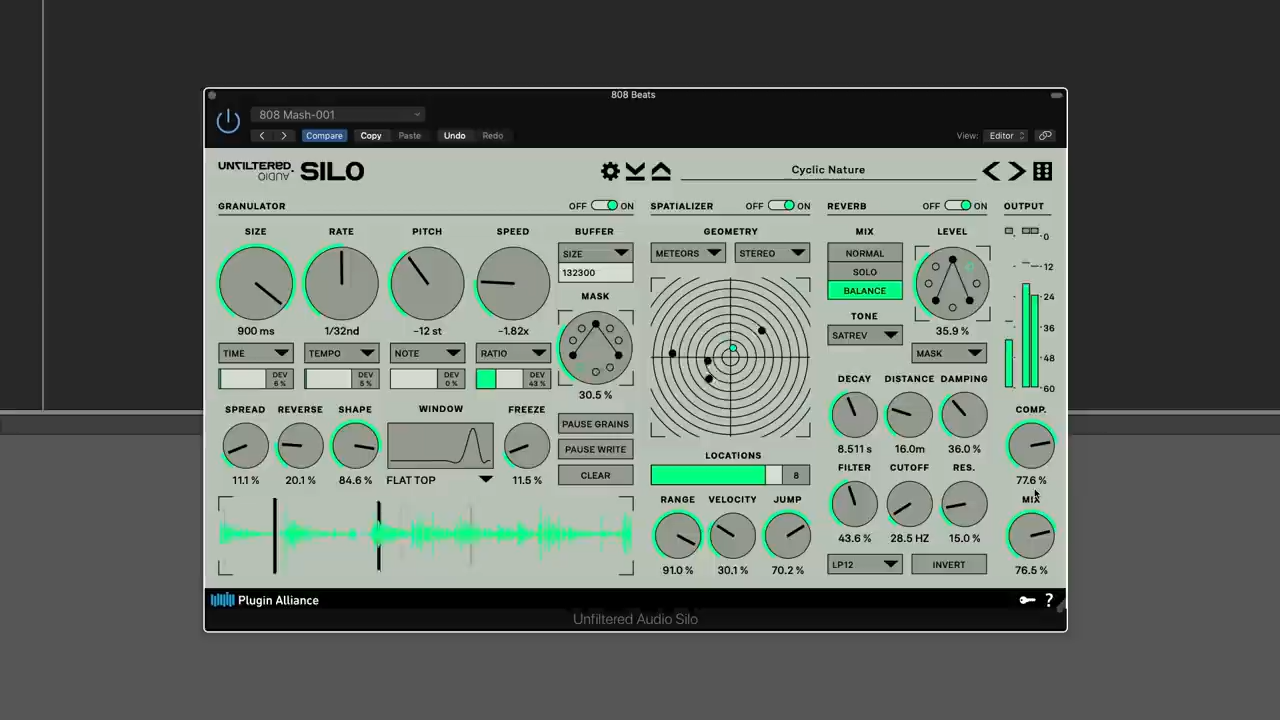 808 Beats
808 Mash-001
Compare Copy Paste Undo Redo View: Editor
UNFILTERED AUDIO SILO Cyclic Nature
GRANULATOR OFF ON SPATIALIZER OFF ON REVERB OFF ON OUTPUT
SIZE RATE PITCH SPEED BUFFER GEOMETRY MIX LEVEL
0
SIZE METEORS STEREO NORMAL
12
132300 SOLO
BALANCE
24
MASK
TONE
36
900 ms 1/32nd -12 st -1.82x SATREV 35.9 %
TIME TEMPO NOTE RATIO MASK
48
DEV 6 % DEV 5 % DEV 0 % DEV 43 % DECAY DISTANCE DAMPING
60
30.5 %
SPREAD REVERSE SHAPE WINDOW FREEZE COMP.
PAUSE GRAINS
PAUSE WRITE 8.511 s 16.0m 36.0 %
LOCATIONS
FILTER CUTOFF RES.
CLEAR 8
11.1 % 20.1 % 84.6 % FLAT TOP 11.5 % 77.6 %
RANGE VELOCITY JUMP MIX
43.6 % 28.5 HZ 15.0 %
LP12 INVERT
91.0 % 30.1 % 70.2 % 76.5 %
Plugin Alliance ?
Unfiltered Audio Silo